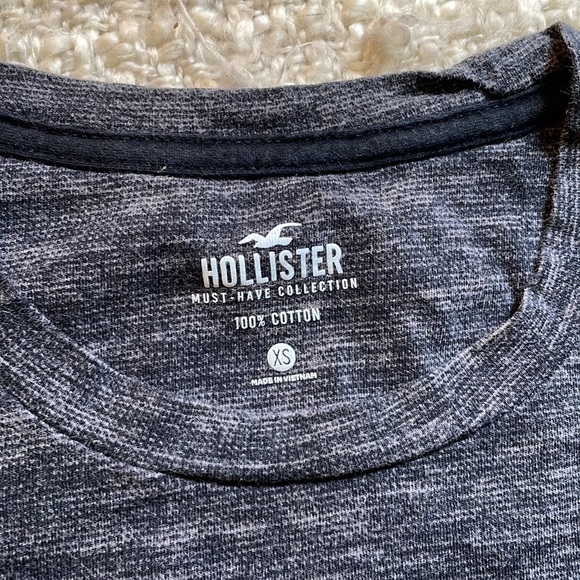 HOLLISTER
MUST-HAVE COLLECTION
100% COTTON
XS
MADE IN VIETNAM